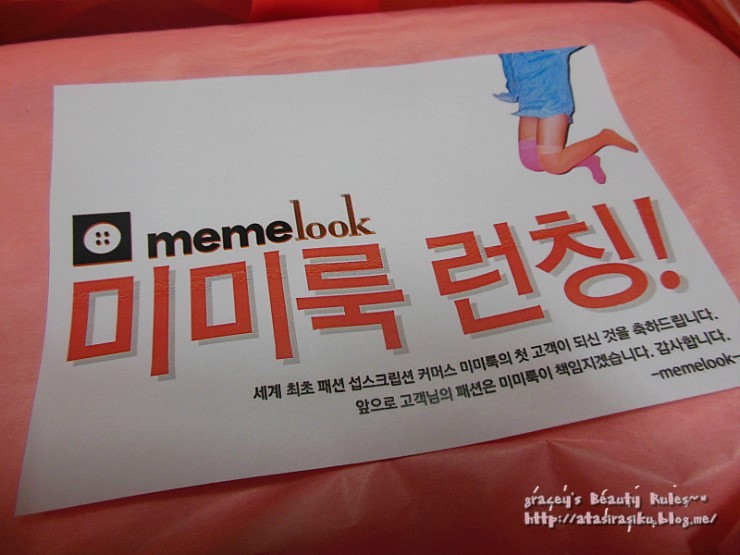 memelook
미미룩 런칭!
세계 최초 패션 섭스크립션 커머스 미미룩의 첫 고객이 되신 것을 축하드립니다.
앞으로 고객님의 패션은 미미룩이 책임지겠습니다. 감사합니다.
-memelook-
gracey's Beauty Rules~*
http://atasirasiku.blog.me/